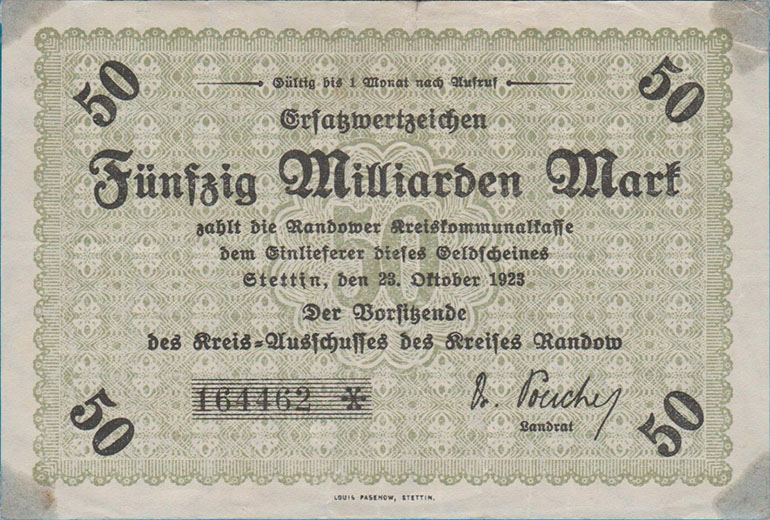 50
50
Gültig bis 1 Monat nach Aufruf
Ersatzwertzeichen
Fünfzig Milliarden Mark
zahlt die Randower Kreiskommunalkasse
dem Einlieferer dieses Geldscheines
Stettin, den 23. Oktober 1923
Der Vorsitzende
des Kreis-Ausschusses des Kreises Randow
50
164462 *
Dr.
Landrat
50
50
LOUIS PASENOW, STETTIN.